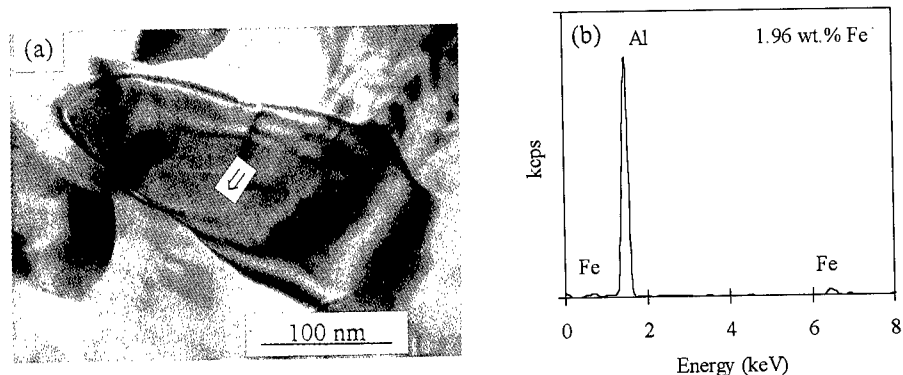 (a)
100 nm
(b)
Al
1.96 wt.% Fe
kcps
Fe
Fe
0
2
4
6
8
Energy (keV)